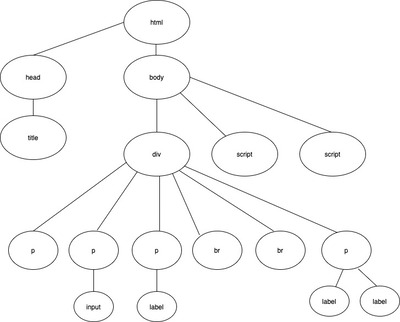 html
head
body
title
div
script
script
p
p
p
br
br
p
input
label
label
label